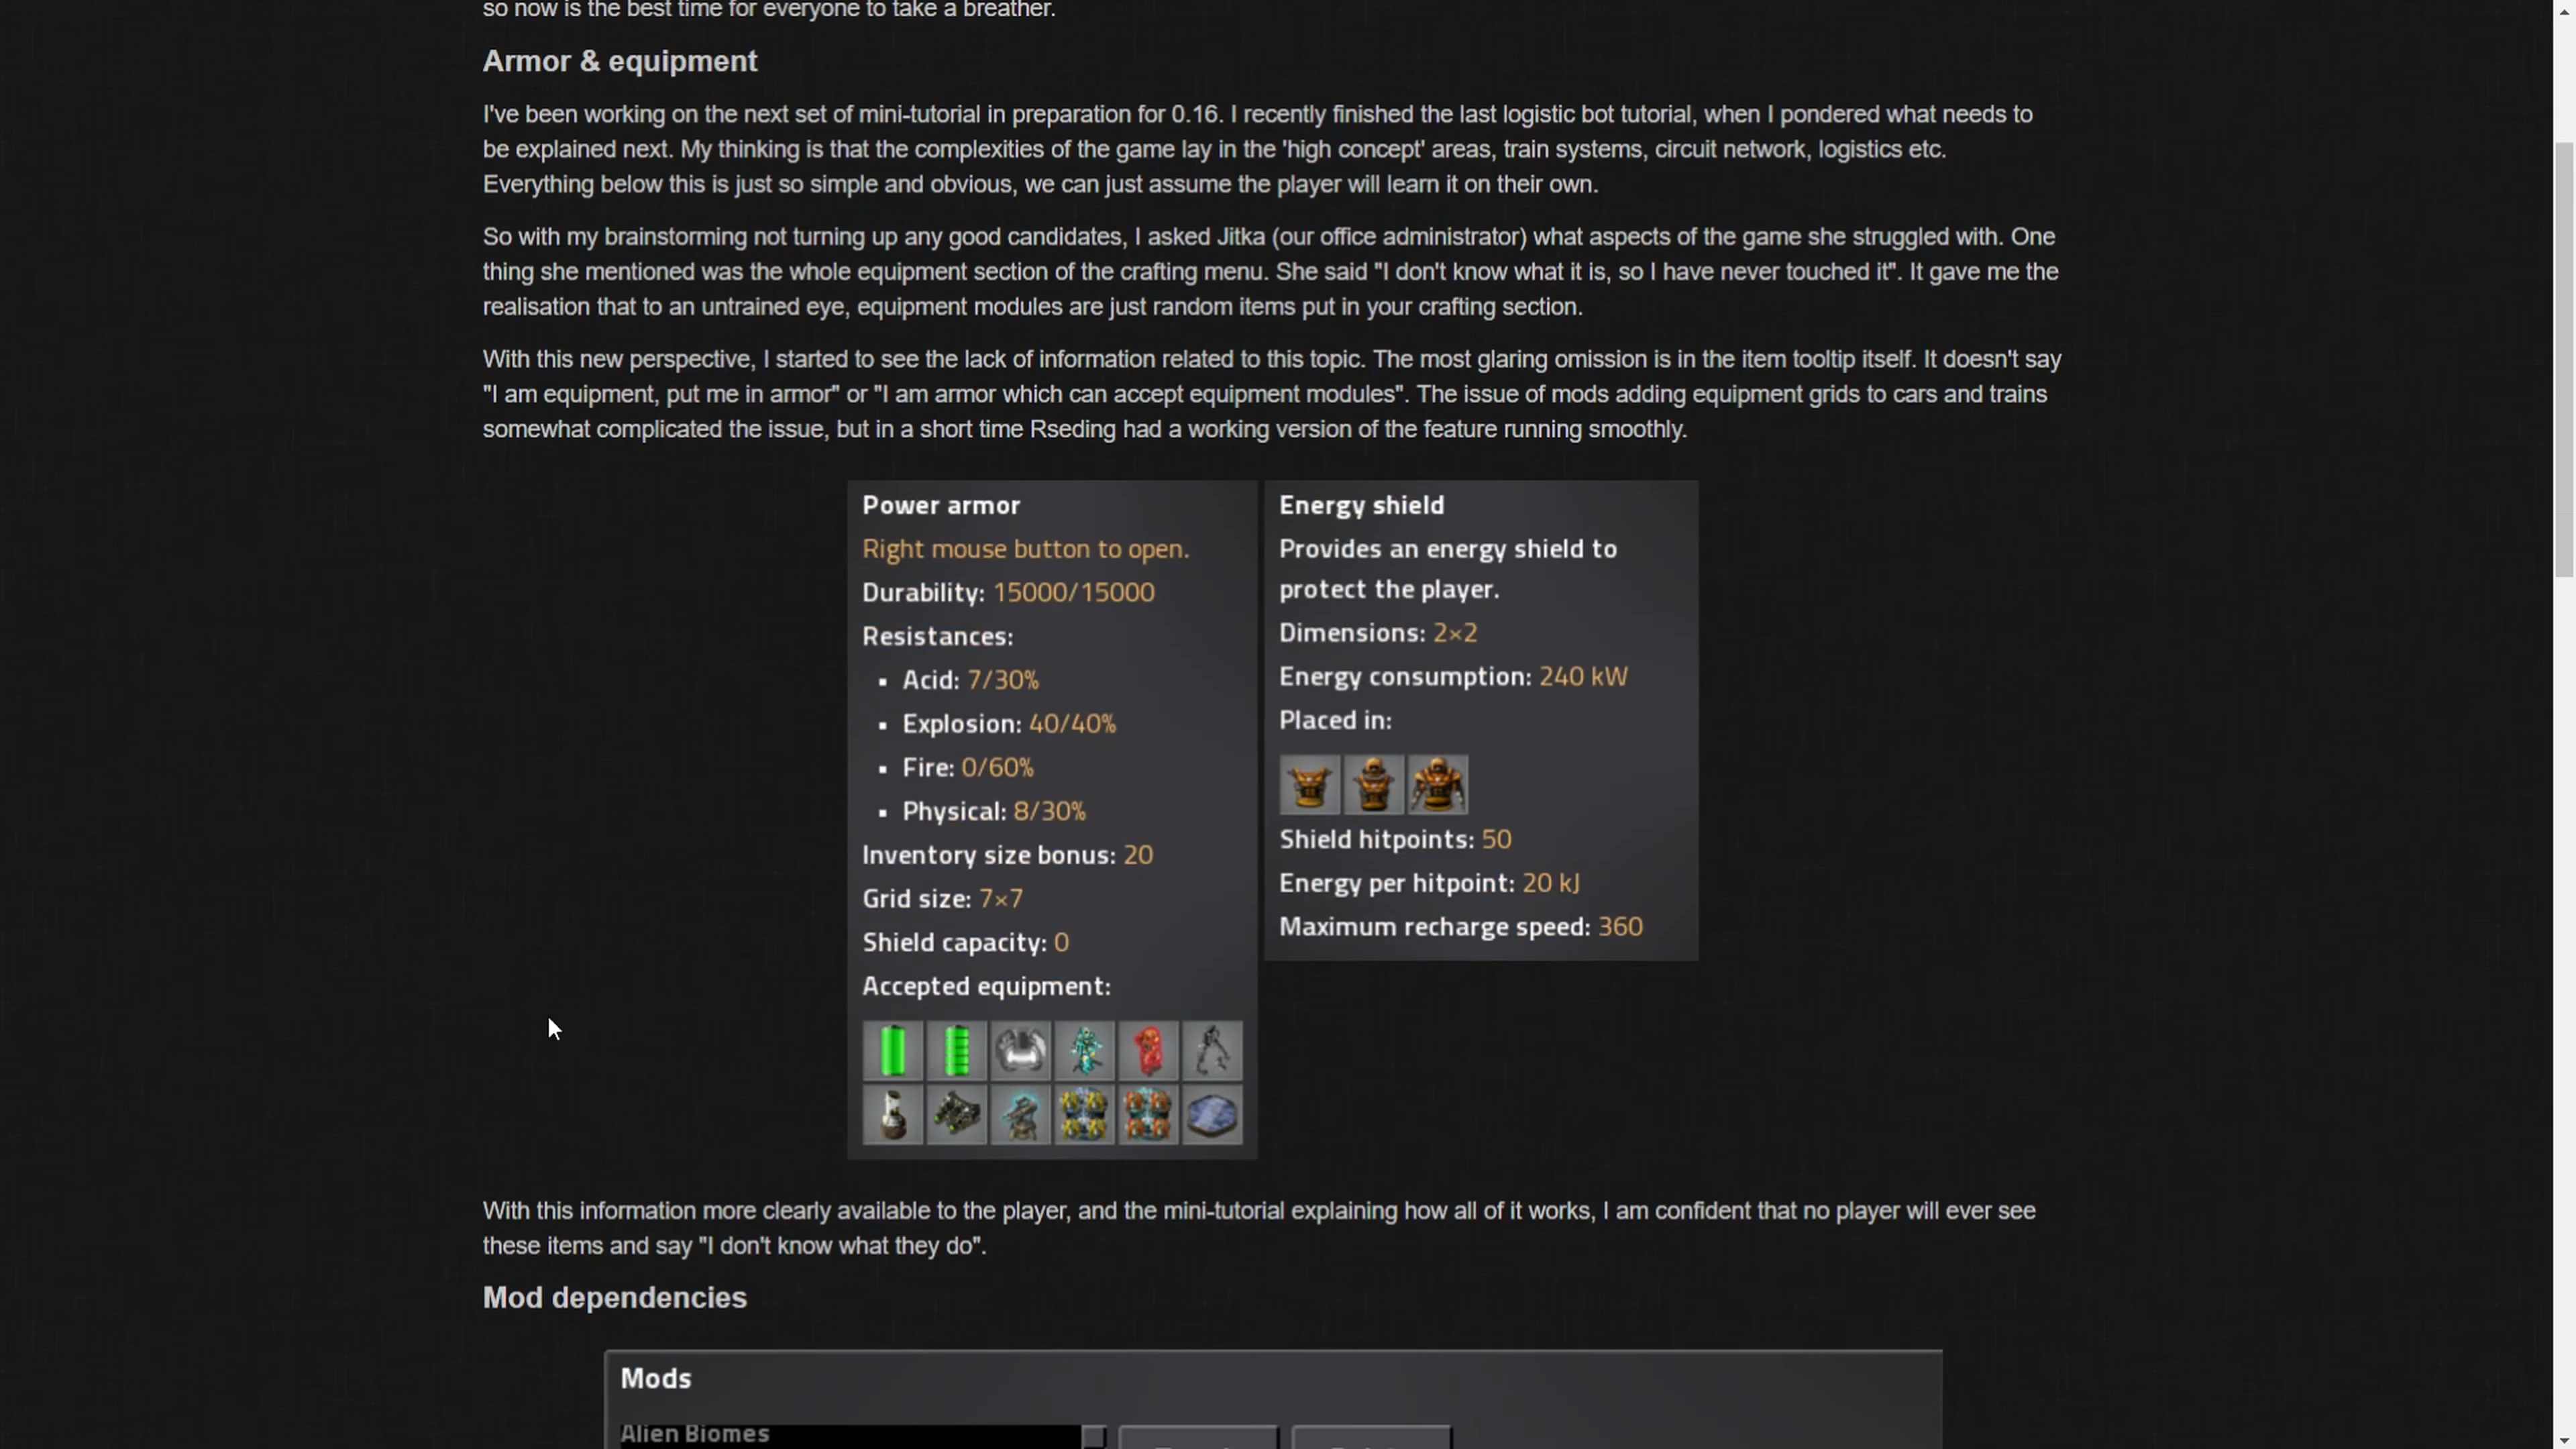 so now is the best time for everyone to take a breather.
Armor & equipment
I've been working on the next set of mini-tutorial in preparation for 0.16. I recently finished the last logistic bot tutorial, when I pondered what needs to
be explained next. My thinking is that the complexities of the game lay in the 'high concept' areas, train systems, circuit network, logistics etc.
Everything below this is just so simple and obvious, we can just assume the player will learn it on their own.
So with my brainstorming not turning up any good candidates, I asked Jitka (our office administrator) what aspects of the game she struggled with. One
thing she mentioned was the whole equipment section of the crafting menu. She said "I don't know what it is, so I have never touched it". It gave me the
realisation that to an untrained eye, equipment modules are just random items put in your crafting section.
With this new perspective, I started to see the lack of information related to this topic. The most glaring omission is in the item tooltip itself. It doesn't say
"I am equipment, put me in armor" or "I am armor which can accept equipment modules". The issue of mods adding equipment grids to cars and trains
somewhat complicated the issue, but in a short time Rseding had a working version of the feature running smoothly.
Power armor
Right mouse button to open.
Durability: 15000/15000
Resistances:
▪ Acid: 7/30%
▪ Explosion: 40/40%
▪ Fire: 0/60%
▪ Physical: 8/30%
Inventory size bonus: 20
Grid size: 7×7
Shield capacity: 0
Accepted equipment:
Energy shield
Provides an energy shield to
protect the player.
Dimensions: 2×2
Energy consumption: 240 kW
Placed in:
Shield hitpoints: 50
Energy per hitpoint: 20 kJ
Maximum recharge speed: 360
With this information more clearly available to the player, and the mini-tutorial explaining how all of it works, I am confident that no player will ever see
these items and say "I don't know what they do".
Mod dependencies
Mods
Alien Biomes